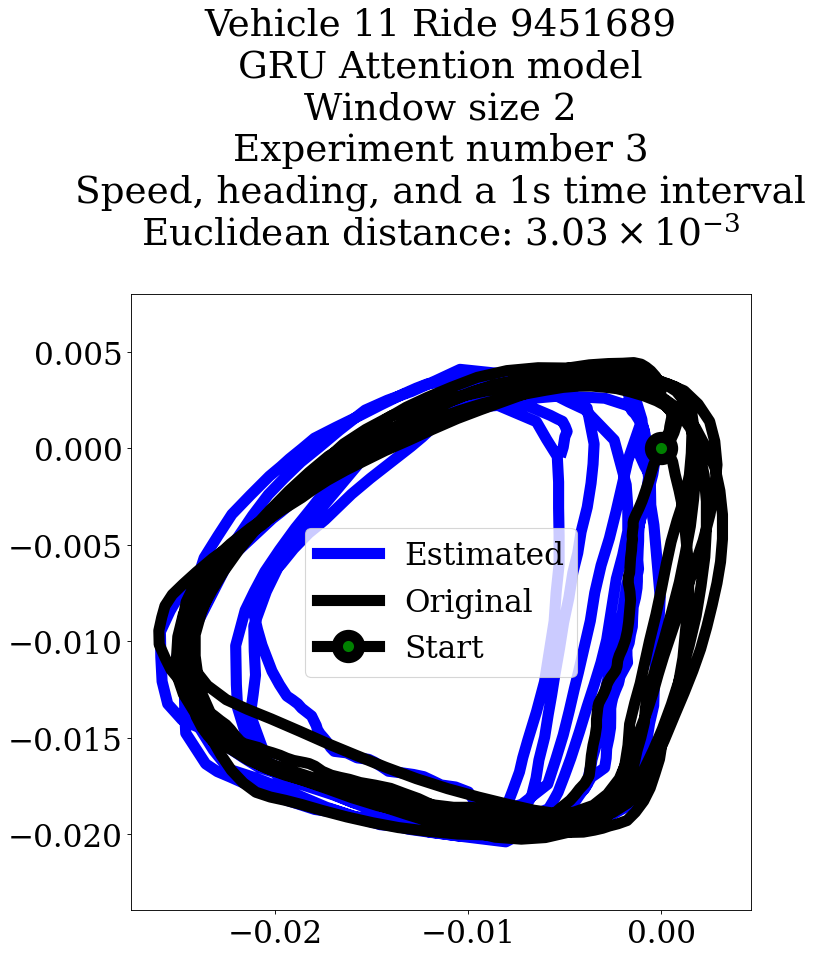 Vehicle 11 Ride 9451689
GRU Attention model
Window size 2
Experiment number 3
Speed, heading, and a 1s time interval
Euclidean distance: 3.03 × 10⁻³
0.005
0.000
−0.005
−0.010
−0.015
−0.020
Estimated
Original
Start
−0.02
−0.01
0.00